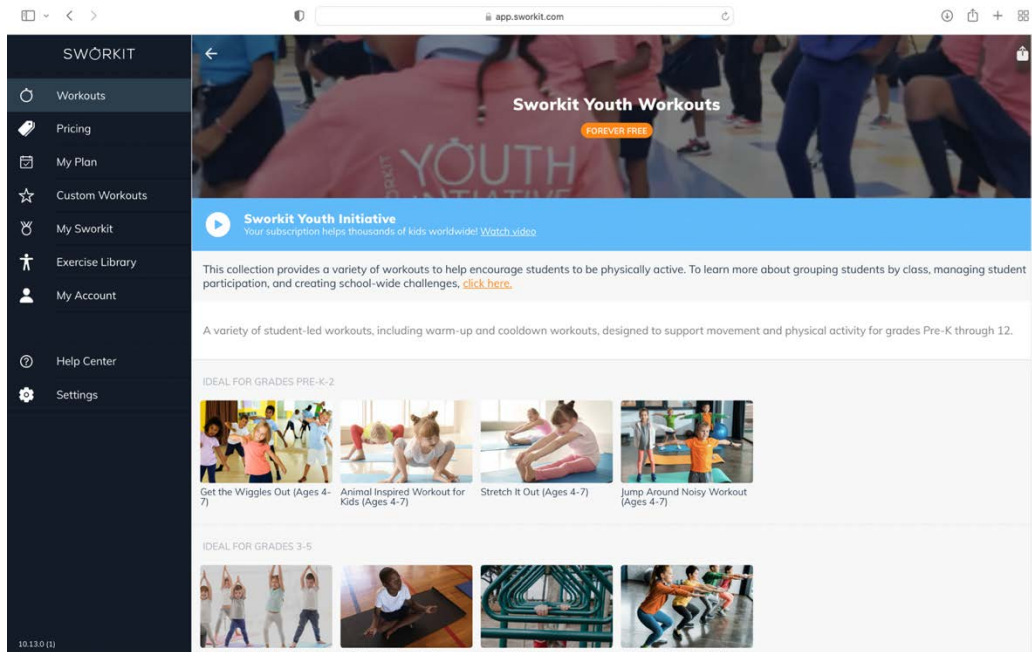 app.sworkit.com
SWORKIT
Workouts
Pricing
My Plan
Custom Workouts
My Sworkit
Exercise Library
My Account
Help Center
Settings
10.13.0 (1)
Sworkit Youth Workouts
FOREVER FREE
YOUTH
INITIATIVE
Sworkit Youth Initiative
Your subscription helps thousands of kids worldwide! Watch video
This collection provides a variety of workouts to help encourage students to be physically active. To learn more about grouping students by class, managing student
participation, and creating school-wide challenges, click here.
A variety of student-led workouts, including warm-up and cooldown workouts, designed to support movement and physical activity for grades Pre-K through 12.
IDEAL FOR GRADES PRE-K-2
Get the Wiggles Out (Ages 4-
7)
Animal Inspired Workout for
Kids (Ages 4-7)
Stretch It Out (Ages 4-7)
Jump Around Noisy Workout
(Ages 4-7)
IDEAL FOR GRADES 3-5